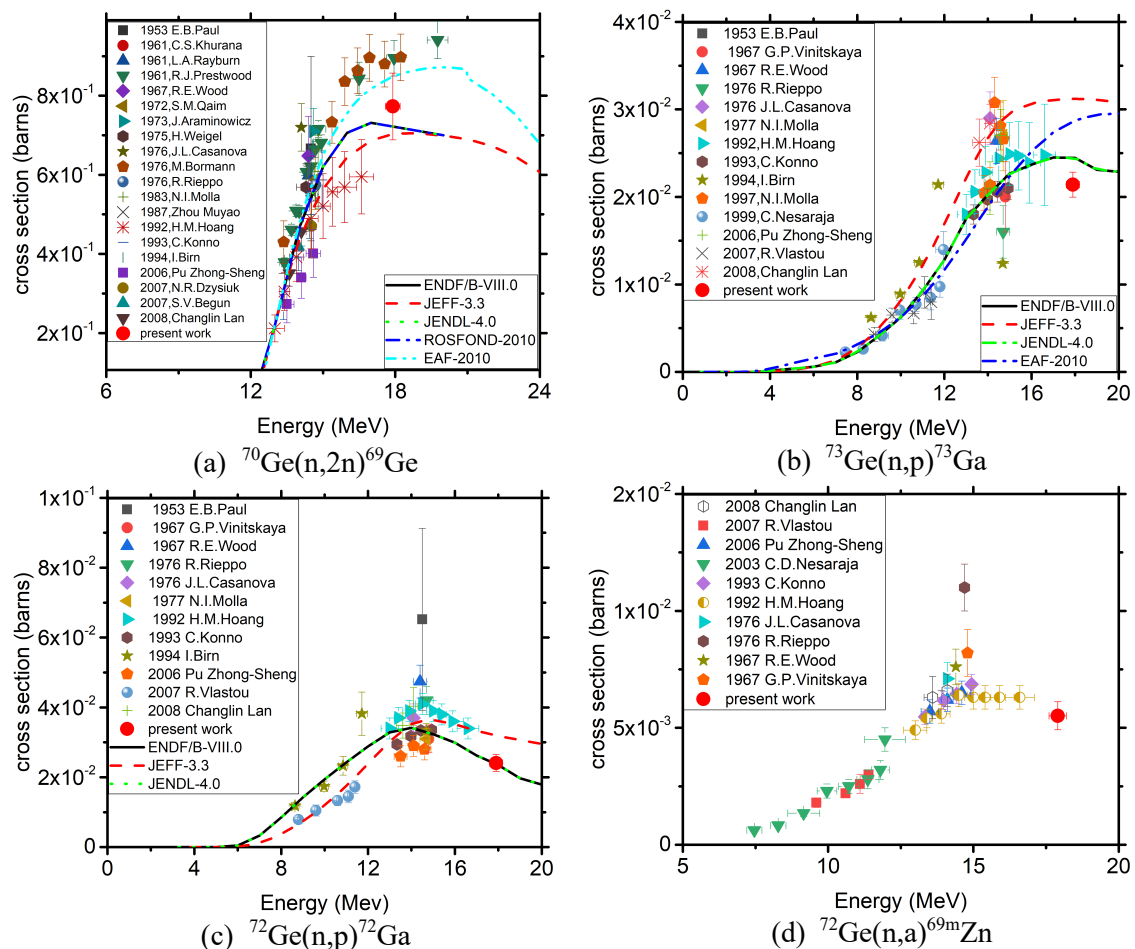 1953 E.B.Paul
1961,C.S.Khurana
1961,L.A.Rayburn
1961,R.J.Prestwood
1967,R.E.Wood
1972,S.M.Qaim
1973,J.Araminowicz
1975,H.Weigel
1976,J.L.Casanova
1976,M.Bormann
1976,R.Rieppo
1983,N.I.Molla
1987,Zhou Muyao
1992,H.M.Hoang
1993,C.Konno
1994,I.Birn
2006,Pu Zhong-Sheng
2007,N.R.Dzysiuk
2007,S.V.Begun
2008,Changlin Lan
present work
ENDF/B-VIII.0
JEFF-3.3
JENDL-4.0
ROSFOND-2010
EAF-2010
cross section (barns)
8x10⁻¹
6x10⁻¹
4x10⁻¹
2x10⁻¹
6 9 12 15 18 21 24
Energy (MeV)
(a) ⁷⁰Ge(n,2n)⁶⁹Ge
1953 E.B.Paul
1967 G.P.Vinitskaya
1967 R.E.Wood
1976 R.Rieppo
1976 J.L.Casanova
1977 N.I.Molla
1992,H.M.Hoang
1993,C.Konno
1994,I.Birn
1997,N.I.Molla
1999,C.Nesaraja
2006,Pu Zhong-Sheng
2007,R.Vlastou
2008,Changlin Lan
present work
ENDF/B-VIII.0
JEFF-3.3
JENDL-4.0
EAF-2010
cross section (barns)
4x10⁻²
3x10⁻²
2x10⁻²
1x10⁻²
0
0 4 8 12 16 20
Energy (MeV)
(b) ⁷³Ge(n,p)⁷³Ga
1953 E.B.Paul
1967 G.P.Vinitskaya
1967 R.E.Wood
1976 R.Rieppo
1976 J.L.Casanova
1977 N.I.Molla
1992 H.M.Hoang
1993 C.Konno
1994 I.Birn
2006 Pu Zhong-Sheng
2007 R.Vlastou
2008 Changlin Lan
present work
ENDF/B-VIII.0
JEFF-3.3
JENDL-4.0
cross section (barns)
1x10⁻¹
8x10⁻²
6x10⁻²
4x10⁻²
2x10⁻²
0
0 4 8 12 16 20
Energy (Mev)
(c) ⁷²Ge(n,p)⁷²Ga
2008 Changlin Lan
2007 R.Vlastou
2006 Pu Zhong-Sheng
2003 C.D.Nesaraja
1993 C.Konno
1992 H.M.Hoang
1976 J.L.Casanova
1976 R.Rieppo
1967 R.E.Wood
1967 G.P.Vinitskaya
present work
cross section (barns)
2x10⁻²
1x10⁻²
5x10⁻³
0
5 10 15 20
Energy (MeV)
(d) ⁷²Ge(n,a)⁶⁹ᵐZn